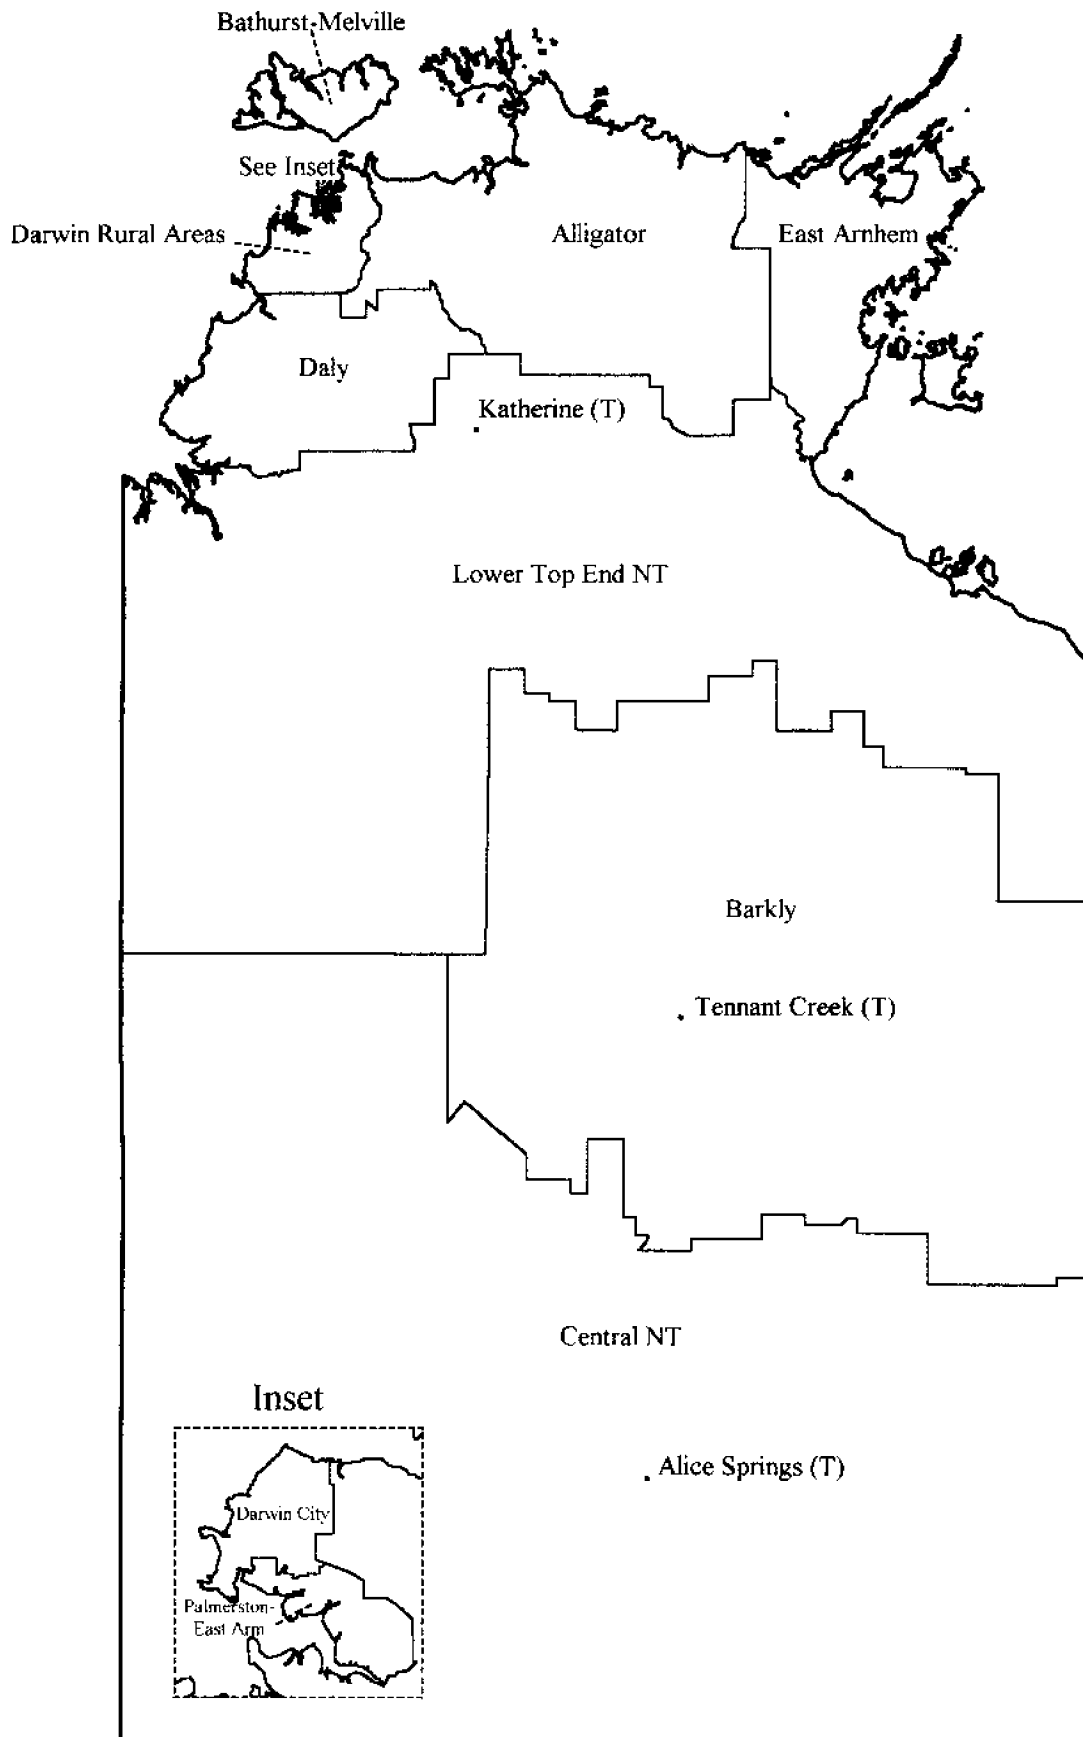 Bathurst-Melville
See Inset
Darwin Rural Areas
Alligator
East Arnhem
Daly
Katherine (T)
Lower Top End NT
Barkly
Tennant Creek (T)
Central NT
Inset
Alice Springs (T)
Darwin City
Palmerston-
East Arm